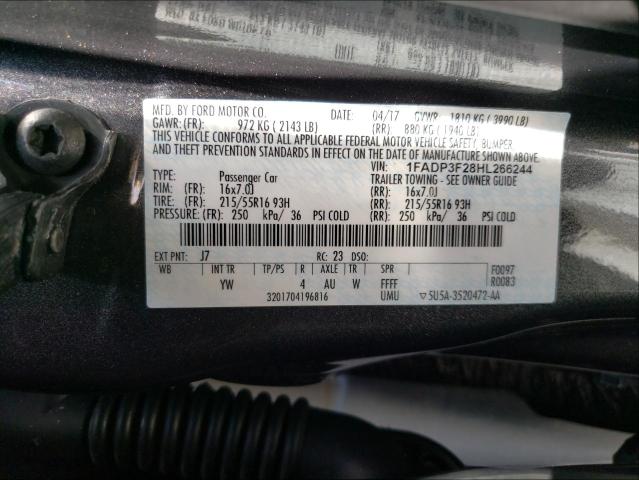 MFD. BY FORD MOTOR CO. DATE: 04/17 GVWR: 1810 KG ( 3990 LB)
GAWR:(FR): 972 KG ( 2143 LB) (RR): 880 KG ( 1940 LB)
THIS VEHICLE CONFORMS TO ALL APPLICABLE FEDERAL MOTOR VEHICLE SAFETY, BUMPER,
AND THEFT PREVENTION STANDARDS IN EFFECT ON THE DATE OF MANUFACTURE SHOWN ABOVE.
VIN: 1FADP3F28HL266244
TYPE: Passenger Car TRAILER TOWING - SEE OWNER GUIDE
RIM: (FR) 16x7.0J (RR) 16x7.0J
TIRE: (FR) 215/55R16 93H (RR) 215/55R16 93H
PRESSURE: (FR) 250 kPa/ 36 PSI COLD (RR) 250 kPa/ 36 PSI COLD
EXT PNT: J7 RC: 23 DSO:
WB INT TR TP/PS R AXLE TR SPR F0097
YW 4 AU W FFFF R0083
3201704196816 UMU ▽5U5A-3520472-AA